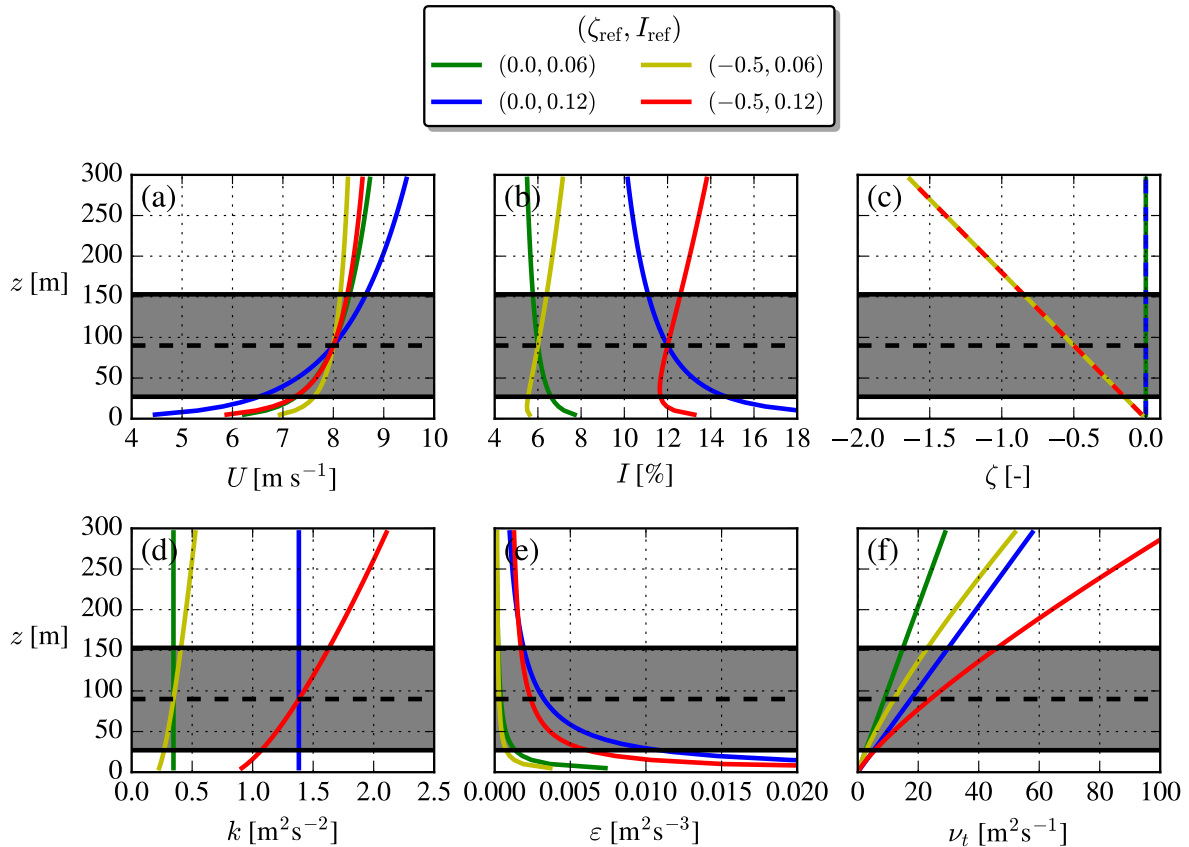 (ζref, Iref)
(0.0, 0.06) (−0.5, 0.06)
(0.0, 0.12) (−0.5, 0.12)
(a) (b) (c)
300
250
200
z [m]
150
100
50
0
4 5 6 7 8 9 10
U [m s⁻¹]
4 6 8 10 12 14 16 18
I [%]
−2.0 −1.5 −1.0 −0.5 0.0
ζ [-]
(d) (e) (f)
300
250
200
z [m]
150
100
50
0
0.0 0.5 1.0 1.5 2.0 2.5
k [m²s⁻²]
0.000 0.005 0.010 0.015 0.020
ε [m²s⁻³]
0 20 40 60 80 100
νt [m²s⁻¹]